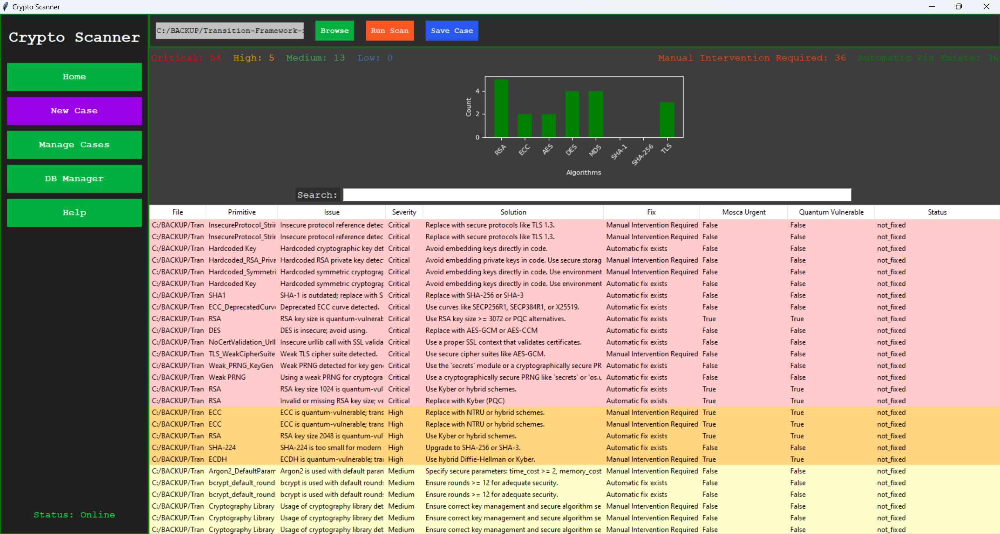 Crypto Scanner
Crypto Scanner
Home
New Case
Manage Cases
DB Manager
Help
Status: Online
C:/BACKUP/Transition-Framework- Browse Run Scan Save Case
Critical: 54 High: 5 Medium: 13 Low: 0 Manual Intervention Required: 36 Automatic Fix Exists: 36
Count
4
2
0
RSA ECC AES DES MD5 SHA-1 SHA-256 TLS
Algorithms
Search:
File Primitive Issue Severity Solution Fix Mosca Urgent Quantum Vulnerable Status
C:/BACKUP/Tran InsecureProtocol_Strin Insecure protocol reference detec Critical Replace with secure protocols like TLS 1.3. Manual Intervention Required False False not_fixed
C:/BACKUP/Tran InsecureProtocol_Strin Insecure protocol reference detec Critical Replace with secure protocols like TLS 1.3. Manual Intervention Required False False not_fixed
C:/BACKUP/Tran Hardcoded Key Hardcoded cryptographic key det Critical Avoid embedding keys directly in code. Automatic fix exists False False not_fixed
C:/BACKUP/Tran Hardcoded_RSA_Priva Hardcoded RSA private key detec Critical Avoid embedding private keys in code. Use secure storag Manual Intervention Required False False not_fixed
C:/BACKUP/Tran Hardcoded_Symmetri Hardcoded symmetric cryptograp Critical Avoid embedding keys directly in code. Use environment Manual Intervention Required False False not_fixed
C:/BACKUP/Tran Hardcoded Key Hardcoded symmetric cryptograp Critical Avoid embedding keys directly in code. Use environment Automatic fix exists False False not_fixed
C:/BACKUP/Tran SHA1 SHA-1 is outdated; replace with S Critical Replace with SHA-256 or SHA-3 Automatic fix exists False False not_fixed
C:/BACKUP/Tran ECC_DeprecatedCurv Deprecated ECC curve detected. Critical Use curves like SECP256R1, SECP384R1, or X25519. Automatic fix exists False False not_fixed
C:/BACKUP/Tran RSA RSA key size is quantum-vulnerab Critical Use RSA key size >= 3072 or PQC alternatives. Automatic fix exists True True not_fixed
C:/BACKUP/Tran DES DES is insecure; avoid using. Critical Replace with AES-GCM or AES-CCM Automatic fix exists False False not_fixed
C:/BACKUP/Tran NoCertValidation_Urll Insecure urllib call with SSL valida Critical Use a proper SSL context that validates certificates. Automatic fix exists False False not_fixed
C:/BACKUP/Tran TLS_WeakCipherSuite Weak TLS cipher suite detected. Critical Use secure cipher suites like AES-GCM. Manual Intervention Required False False not_fixed
C:/BACKUP/Tran Weak_PRNG_KeyGen Weak PRNG detected for key gen Critical Use the `secrets` module or a cryptographically secure PR Automatic fix exists False False not_fixed
C:/BACKUP/Tran Weak PRNG Using a weak PRNG for cryptogra Critical Use a cryptographically secure PRNG like `secrets` or `os.u Automatic fix exists False False not_fixed
C:/BACKUP/Tran RSA RSA key size 1024 is quantum-vul Critical Use Kyber or hybrid schemes. Automatic fix exists True True not_fixed
C:/BACKUP/Tran RSA Invalid or missing RSA key size; ve Critical Replace with Kyber (PQC) Automatic fix exists True True not_fixed
C:/BACKUP/Tran ECC ECC is quantum-vulnerable; trans High Replace with NTRU or hybrid schemes. Manual Intervention Required True True not_fixed
C:/BACKUP/Tran ECC ECC is quantum-vulnerable; trans High Replace with NTRU or hybrid schemes. Manual Intervention Required True True not_fixed
C:/BACKUP/Tran RSA RSA key size 2048 is quantum-vul High Use Kyber or hybrid schemes. Automatic fix exists True True not_fixed
C:/BACKUP/Tran SHA-224 SHA-224 is too small for modern High Upgrade to SHA-256 or SHA-3. Automatic fix exists False False not_fixed
C:/BACKUP/Tran ECDH ECDH is quantum-vulnerable; trai High Use hybrid Diffie-Hellman or Kyber. Manual Intervention Required True True not_fixed
C:/BACKUP/Tran Argon2_DefaultParam Argon2 is used with default paran Medium Specify secure parameters: time_cost >= 2, memory_cost Manual Intervention Required False False not_fixed
C:/BACKUP/Tran bcrypt_default_round bcrypt is used with default round Medium Ensure rounds >= 12 for adequate security. Automatic fix exists False False not_fixed
C:/BACKUP/Tran bcrypt_default_round bcrypt is used with default round Medium Ensure rounds >= 12 for adequate security. Automatic fix exists False False not_fixed
C:/BACKUP/Tran Cryptography Library Usage of cryptography library det Medium Ensure correct key management and secure algorithm se Manual Intervention Required False False not_fixed
C:/BACKUP/Tran Cryptography Library Usage of cryptography library det Medium Ensure correct key management and secure algorithm se Manual Intervention Required False False not_fixed
C:/BACKUP/Tran Cryptography Library Usage of cryptography library det Medium Ensure correct key management and secure algorithm se Manual Intervention Required False False not_fixed